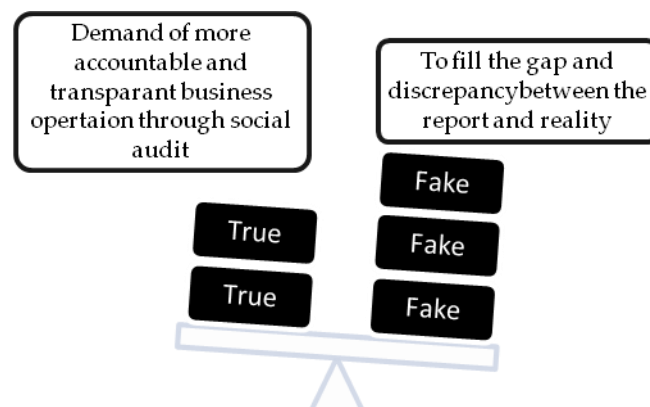 Demand of more
accountable and
transparant business
opertaion through social
audit
To fill the gap and
discrepancybetween the
report and reality
Fake
True
Fake
True
Fake